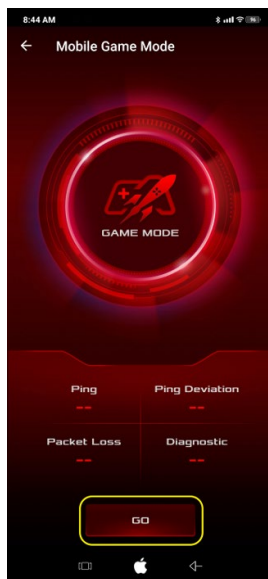 8:44 AM
Mobile Game Mode
GAME MODE
Ping
Ping Deviation
--
--
Packet Loss
Diagnostic
--
--
GO